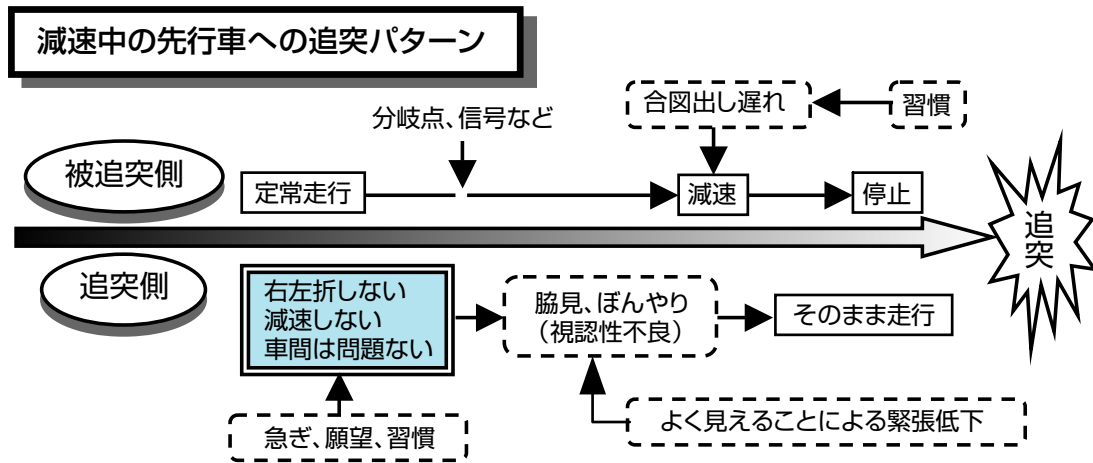 減速中の先行車への追突パターン
合図出し遅れ
習慣
分岐点、信号など
被追突側
定常走行
減速
停止
追突
追突側
右左折しない
減速しない
車間は問題ない
脇見、ぼんやり
（視認性不良）
そのまま走行
急ぎ、願望、習慣
よく見えることによる緊張低下